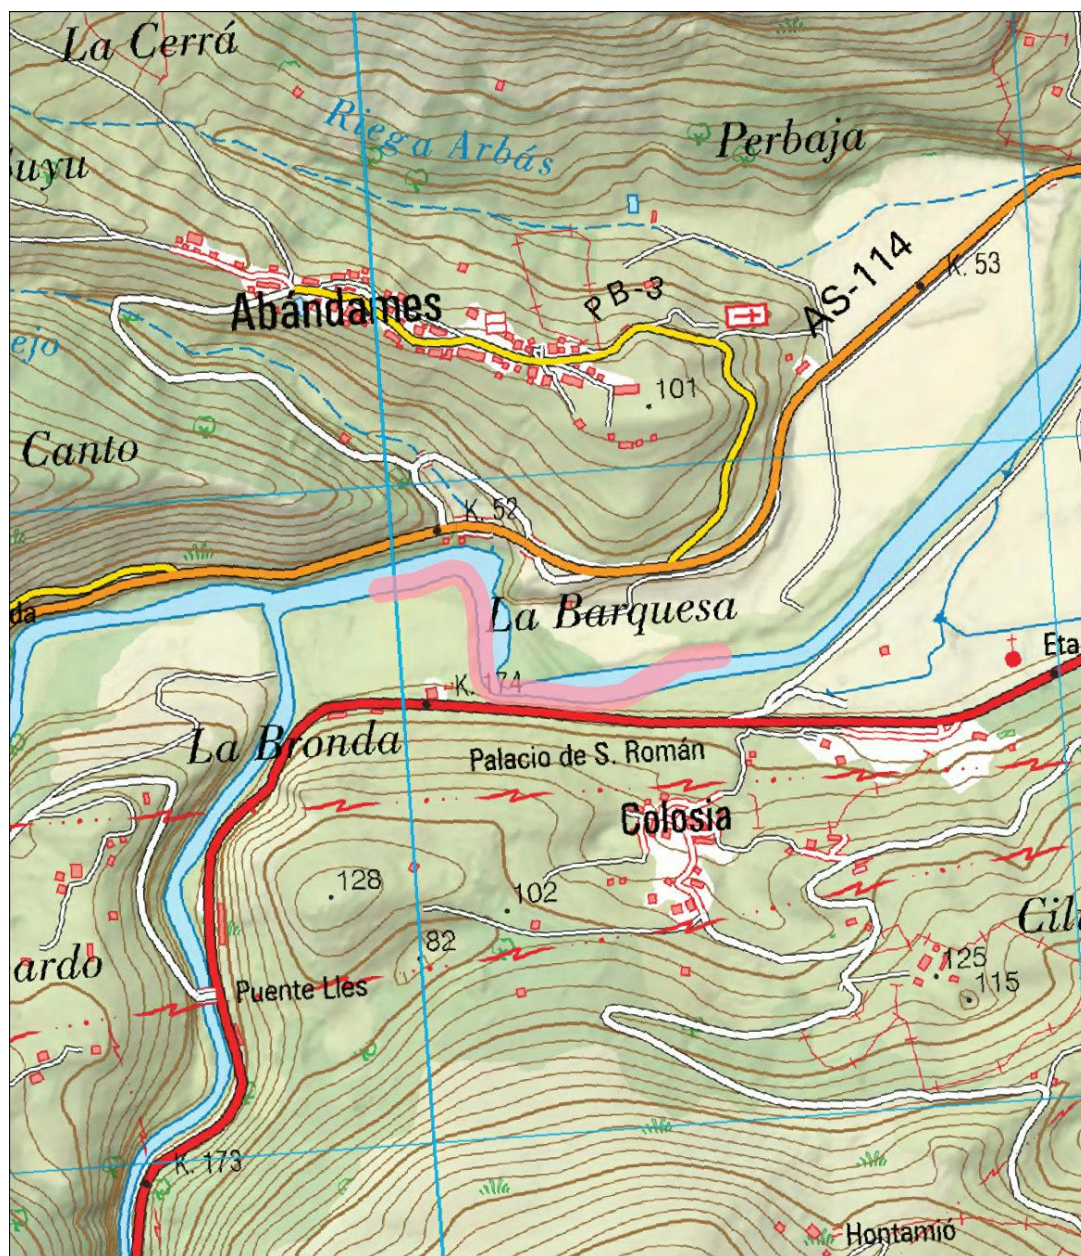 La Cerrá
Riega Arbás
Perbaja
uyu
K. 53
AS-114
PB-3
Abándames
ejo
101
Canto
K. 52
da
La Barquesa
Eta
K. 174
La Bronda
Palacio de S. Román
Colosia
128
102
Cil
82
ardo
125
115
Puente Lles
K. 173
Hontamió